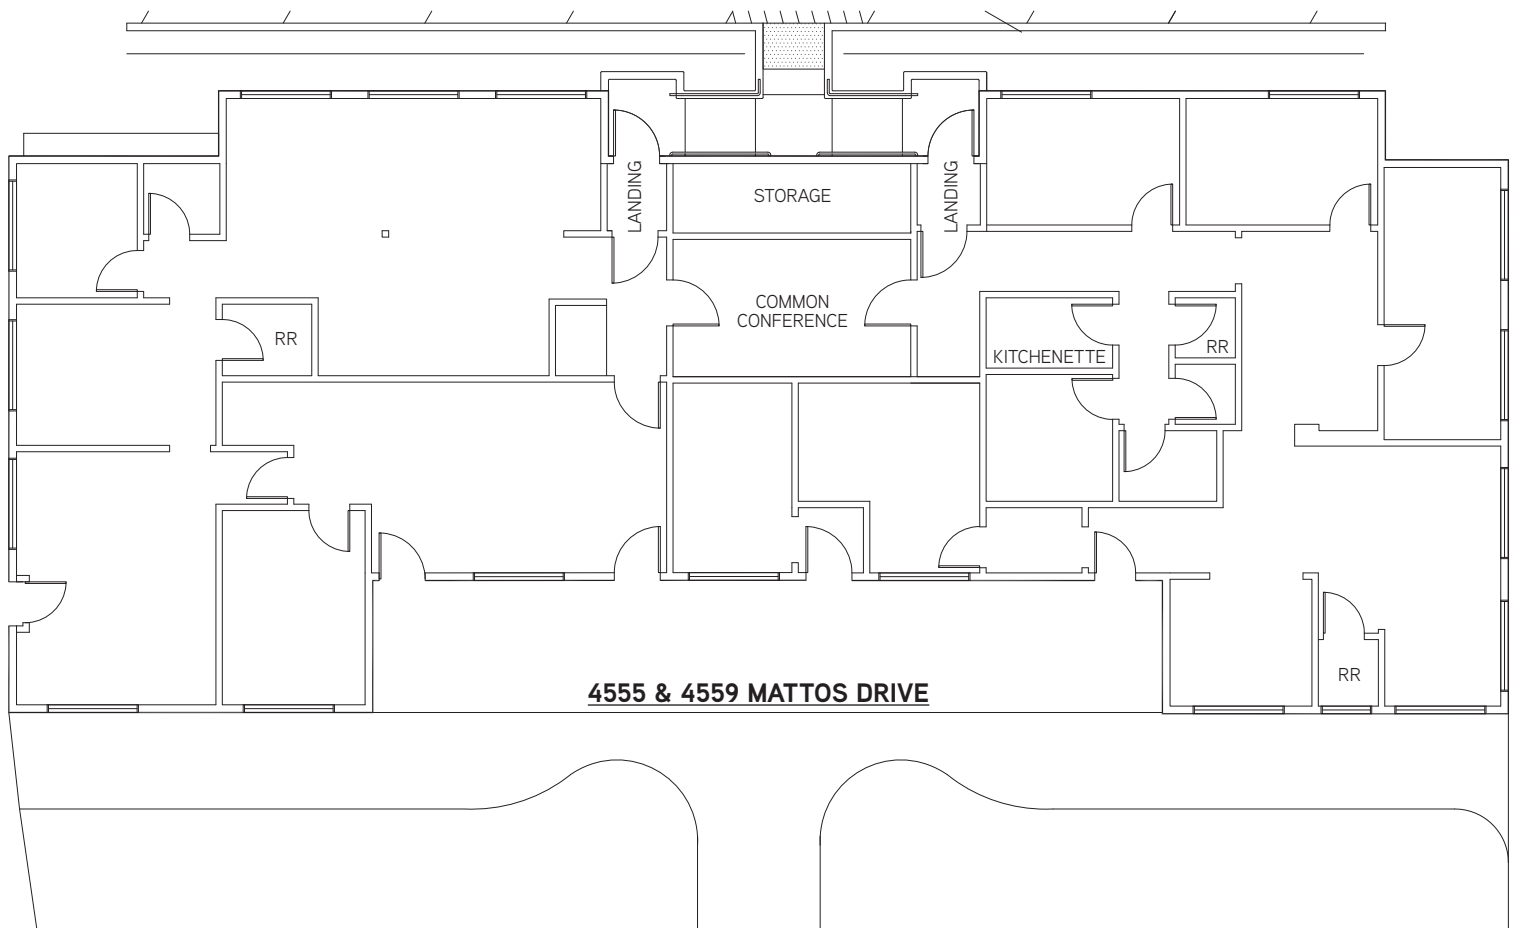 LANDING
STORAGE
LANDING
COMMON
CONFERENCE
RR
KITCHENETTE
RR
RR
4555 & 4559 MATTOS DRIVE